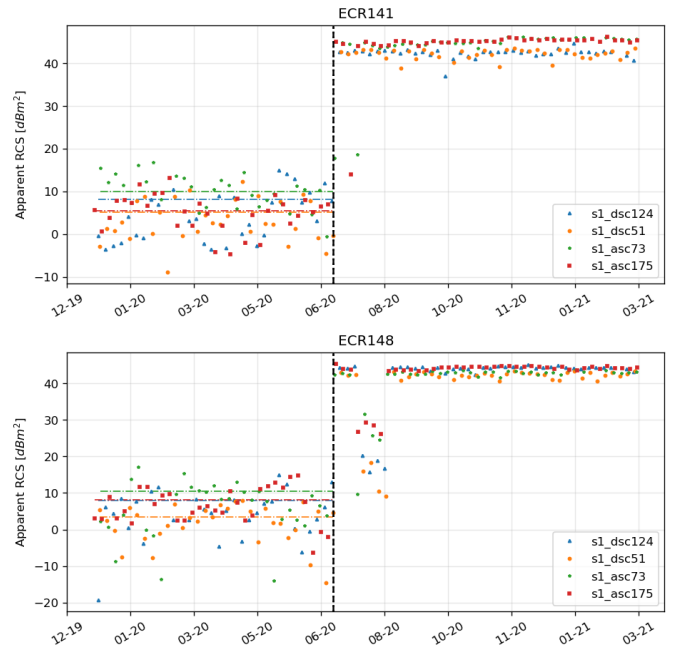 ECR141
Apparent RCS [dBm²]
40
30
20
10
0
−10
s1_dsc124
s1_dsc51
s1_asc73
s1_asc175
12-19
01-20
03-20
05-20
06-20
08-20
10-20
11-20
01-21
03-21
ECR148
Apparent RCS [dBm²]
40
30
20
10
0
−10
−20
s1_dsc124
s1_dsc51
s1_asc73
s1_asc175
12-19
01-20
03-20
05-20
06-20
08-20
10-20
11-20
01-21
03-21